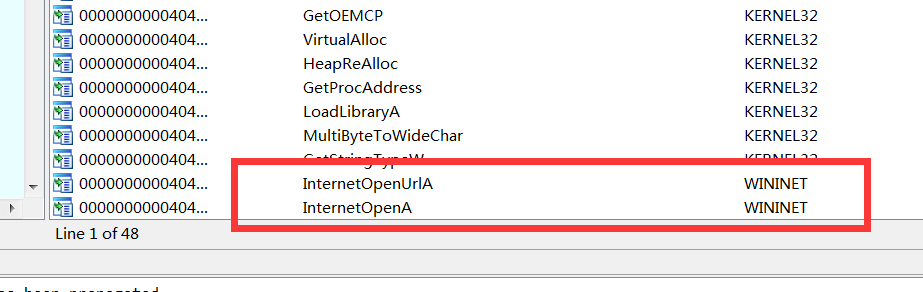 0000000000404... GetOEMCP KERNEL32
0000000000404... VirtualAlloc KERNEL32
0000000000404... HeapReAlloc KERNEL32
0000000000404... GetProcAddress KERNEL32
0000000000404... LoadLibraryA KERNEL32
0000000000404... MultiByteToWideChar KERNEL32
0000000000404... GetStringTypeW KERNEL32
0000000000404... InternetOpenUrlA WININET
0000000000404... InternetOpenA WININET
Line 1 of 48
been propagated